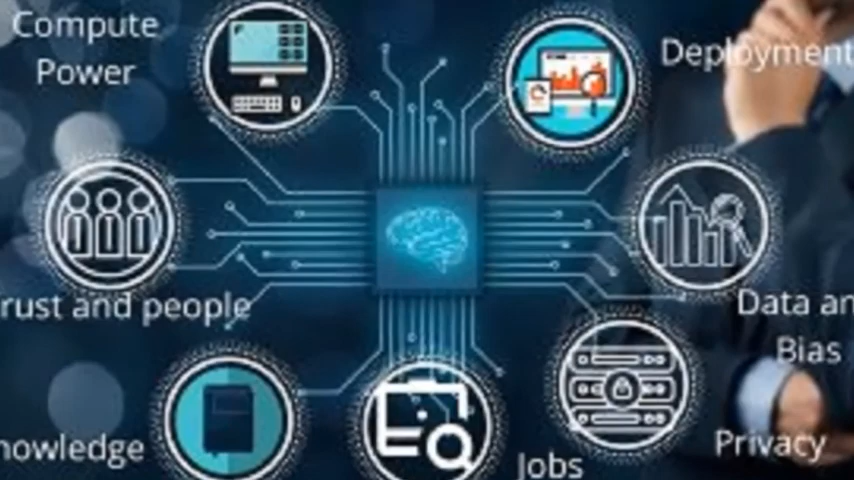 Compute
Power
Deployment
rust and people
Data an
Bias
nowledge
Jobs
Privacy